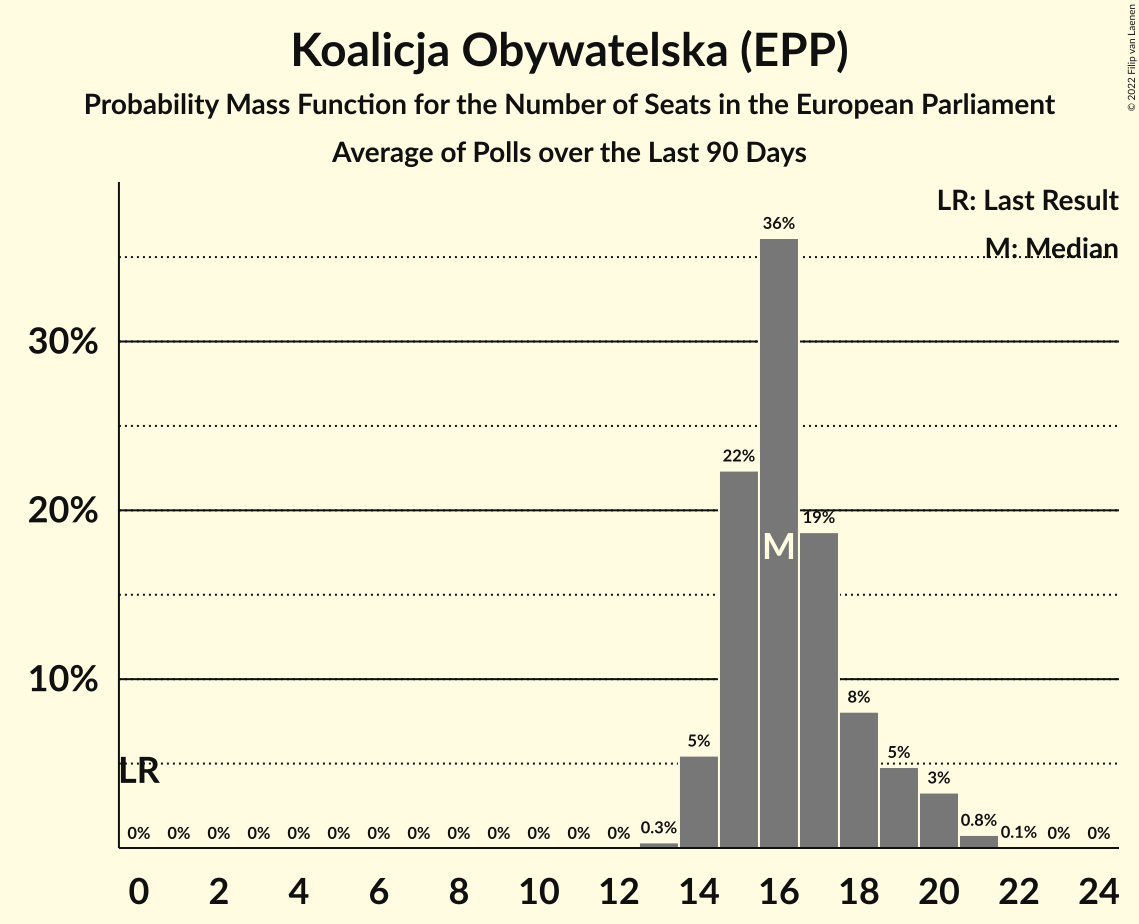 Koalicja Obywatelska (EPP)
Probability Mass Function for the Number of Seats in the European Parliament
Average of Polls over the Last 90 Days
© 2022 Filip van Laenen
LR: Last Result
M: Median
36%
30%
22%
20%
19%
M
10%
8%
5%
5%
3%
LR
0% 0% 0% 0% 0% 0% 0% 0% 0% 0% 0% 0% 0% 0.3% 0.8% 0.1% 0% 0%
0 2 4 6 8 10 12 14 16 18 20 22 24